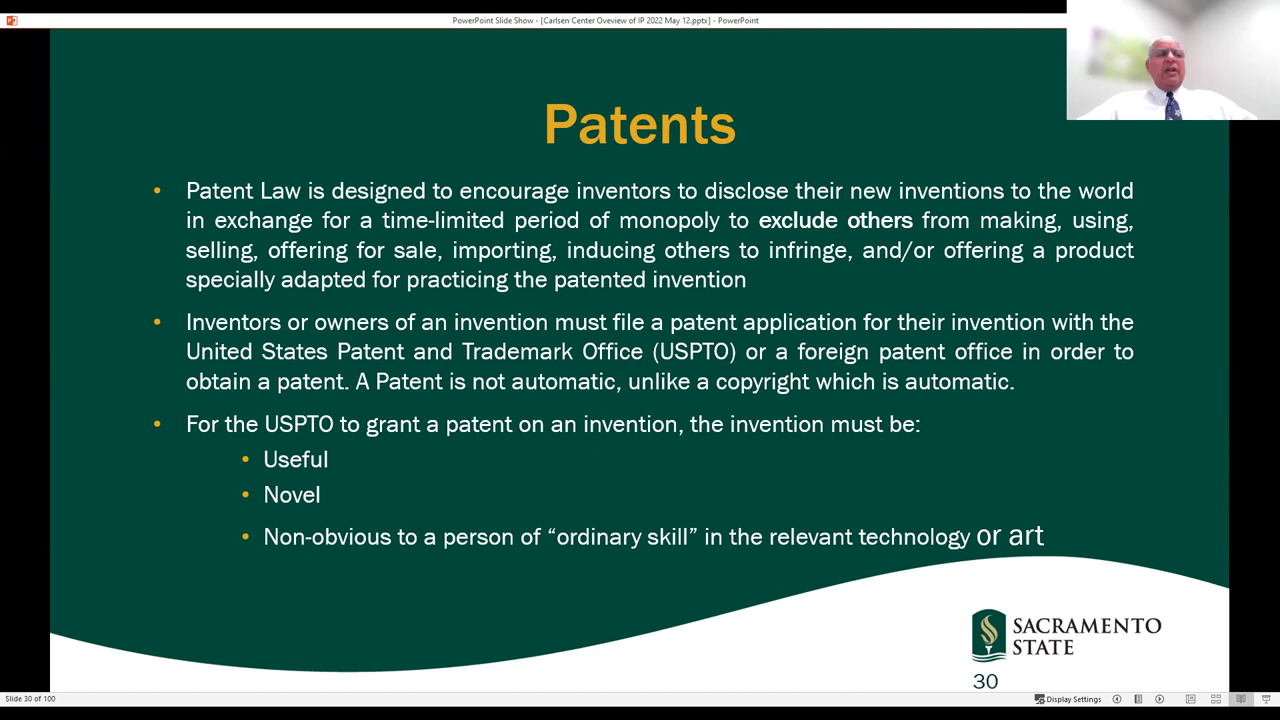 PowerPoint Slide Show - [Carlsen Center Oveview of IP 2022 May 12.pptx] - PowerPoint
Patents
• Patent Law is designed to encourage inventors to disclose their new inventions to the world
in exchange for a time-limited period of monopoly to exclude others from making, using,
selling, offering for sale, importing, inducing others to infringe, and/or offering a product
specially adapted for practicing the patented invention
• Inventors or owners of an invention must file a patent application for their invention with the
United States Patent and Trademark Office (USPTO) or a foreign patent office in order to
obtain a patent. A Patent is not automatic, unlike a copyright which is automatic.
• For the USPTO to grant a patent on an invention, the invention must be:
• Useful
• Novel
• Non-obvious to a person of “ordinary skill” in the relevant technology or art
SACRAMENTO
STATE
30
Slide 30 of 100
Display Settings